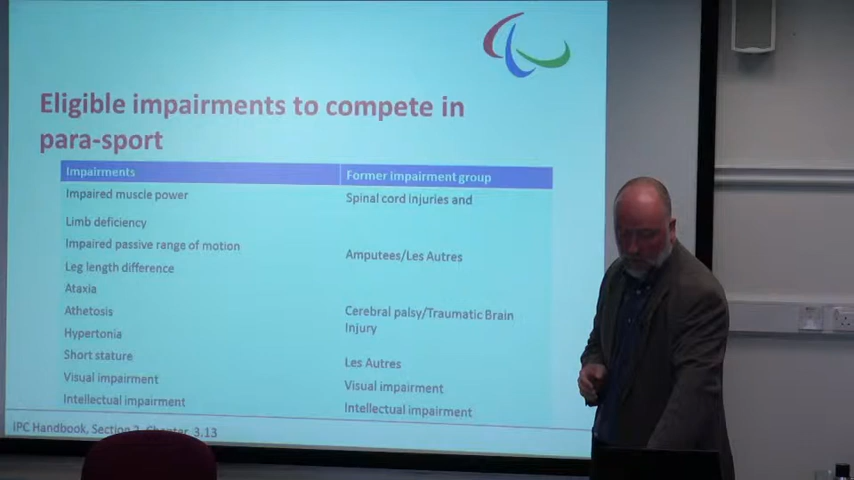 Eligible impairments to compete in
para-sport
Impairments
Former impairment group
Impaired muscle power
Spinal cord injuries and
Limb deficiency
Impaired passive range of motion
Amputees/Les Autres
Leg length difference
Ataxia
Athetosis
Cerebral palsy/Traumatic Brain
Injury
Hypertonia
Short stature
Les Autres
Visual impairment
Visual impairment
Intellectual impairment
Intellectual impairment
IPC Handbook, Section 2, Chapter 3.13